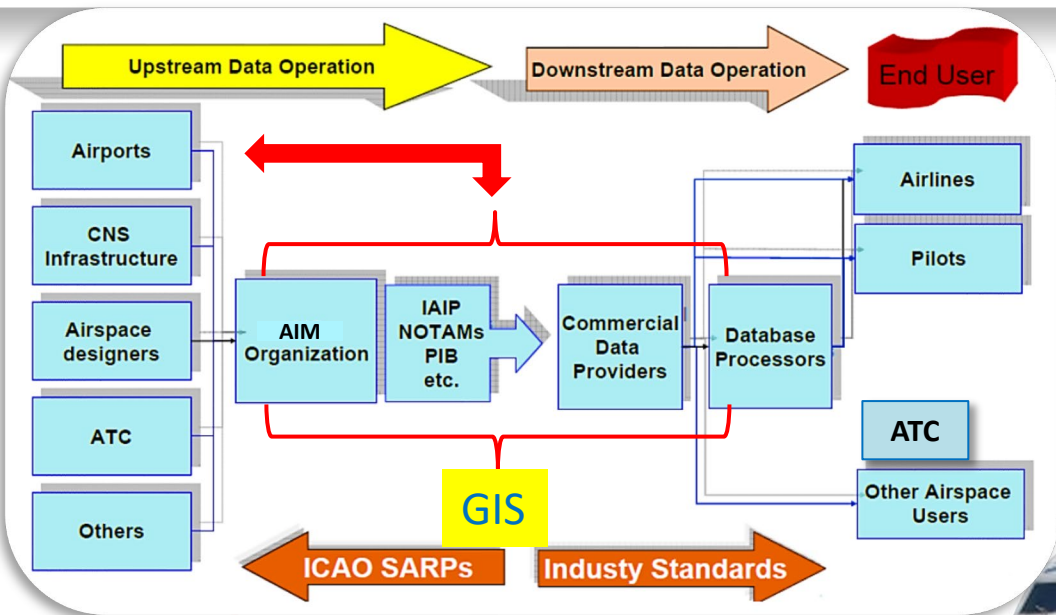 Upstream Data Operation
Downstream Data Operation
End User
Airports
CNS
Infrastructure
Airspace
designers
ATC
Others
AIM
Organization
IAIP
NOTAMs
PIB
etc.
Commercial
Data
Providers
Database
Processors
Airlines
Pilots
ATC
Other Airspace
Users
GIS
ICAO SARPs
Industy Standards